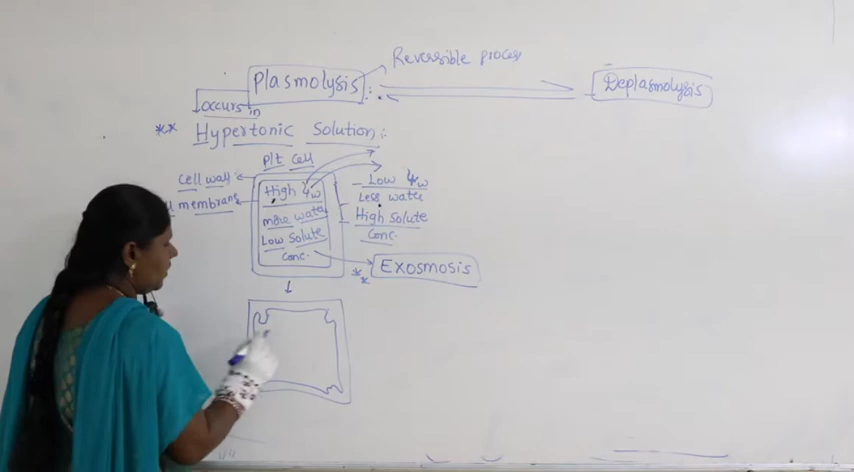 Reversible process
Plasmolysis
Deplasmolysis
occurs in
** Hypertonic Solution:-
Plt Cell
Cell wall
membrane
High Ψw
more water
Low Solute
Conc.
Low Ψw
Less water
High Solute
Conc.
Exosmosis
**